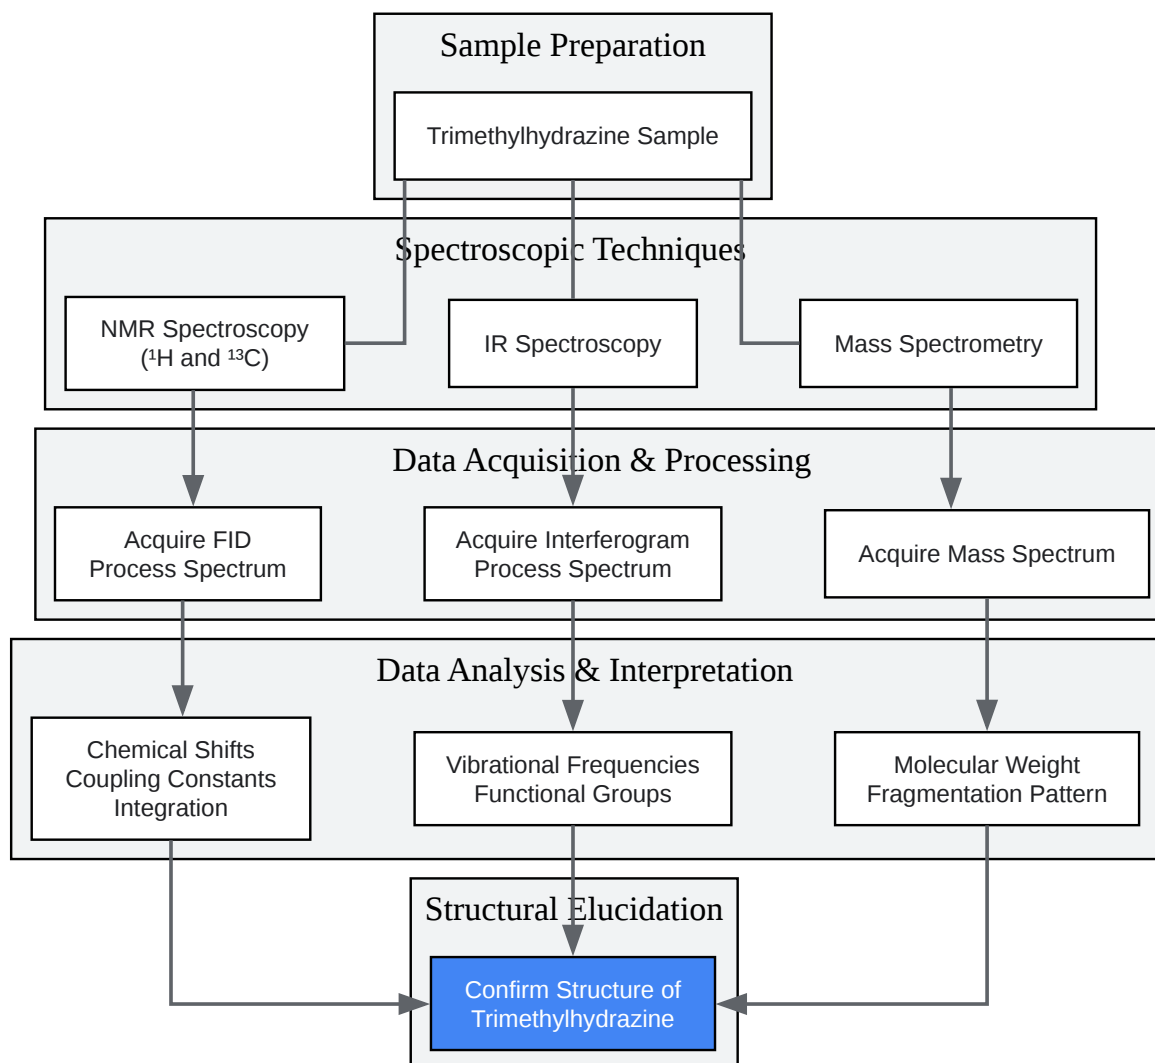 Sample Preparation
Trimethylhydrazine Sample
Spectroscopic Techniques
NMR Spectroscopy
(¹H and ¹³C)
IR Spectroscopy
Mass Spectrometry
Data Acquisition & Processing
Acquire FID
Process Spectrum
Acquire Interferogram
Process Spectrum
Acquire Mass Spectrum
Data Analysis & Interpretation
Chemical Shifts
Coupling Constants
Integration
Vibrational Frequencies
Functional Groups
Molecular Weight
Fragmentation Pattern
Structural Elucidation
Confirm Structure of
Trimethylhydrazine